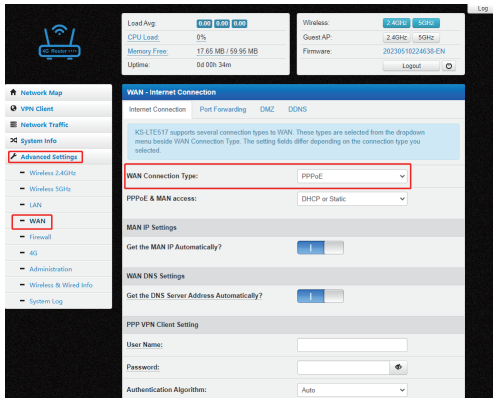 Log
4G Router
Load Avg: 0.00 0.00 0.00
CPU Load: 0%
Memory Free: 17.65 MB / 59.95 MB
Uptime: 0d 00h 34m
Wireless: 2.4GHz 5GHz
Guest AP: 2.4GHz 5GHz
Firmware: 20230510224638-EN
Logout
Network Map
VPN Client
Network Traffic
System Info
Advanced Settings
Wireless 2.4GHz
Wireless 5GHz
LAN
WAN
Firewall
4G
Administration
Wireless & Wired Info
System Log
WAN - Internet Connection
Internet Connection Port Forwarding DMZ DDNS
KS-LTE517 supports several connection types to WAN. These types are selected from the dropdown
menu beside WAN Connection Type. The setting fields differ depending on the connection type you
selected.
WAN Connection Type: PPPoE
PPPoE & MAN access: DHCP or Static
MAN IP Settings
Get the MAN IP Automatically?
WAN DNS Settings
Get the DNS Server Address Automatically?
PPP VPN Client Setting
User Name:
Password:
Authentication Algorithm: Auto